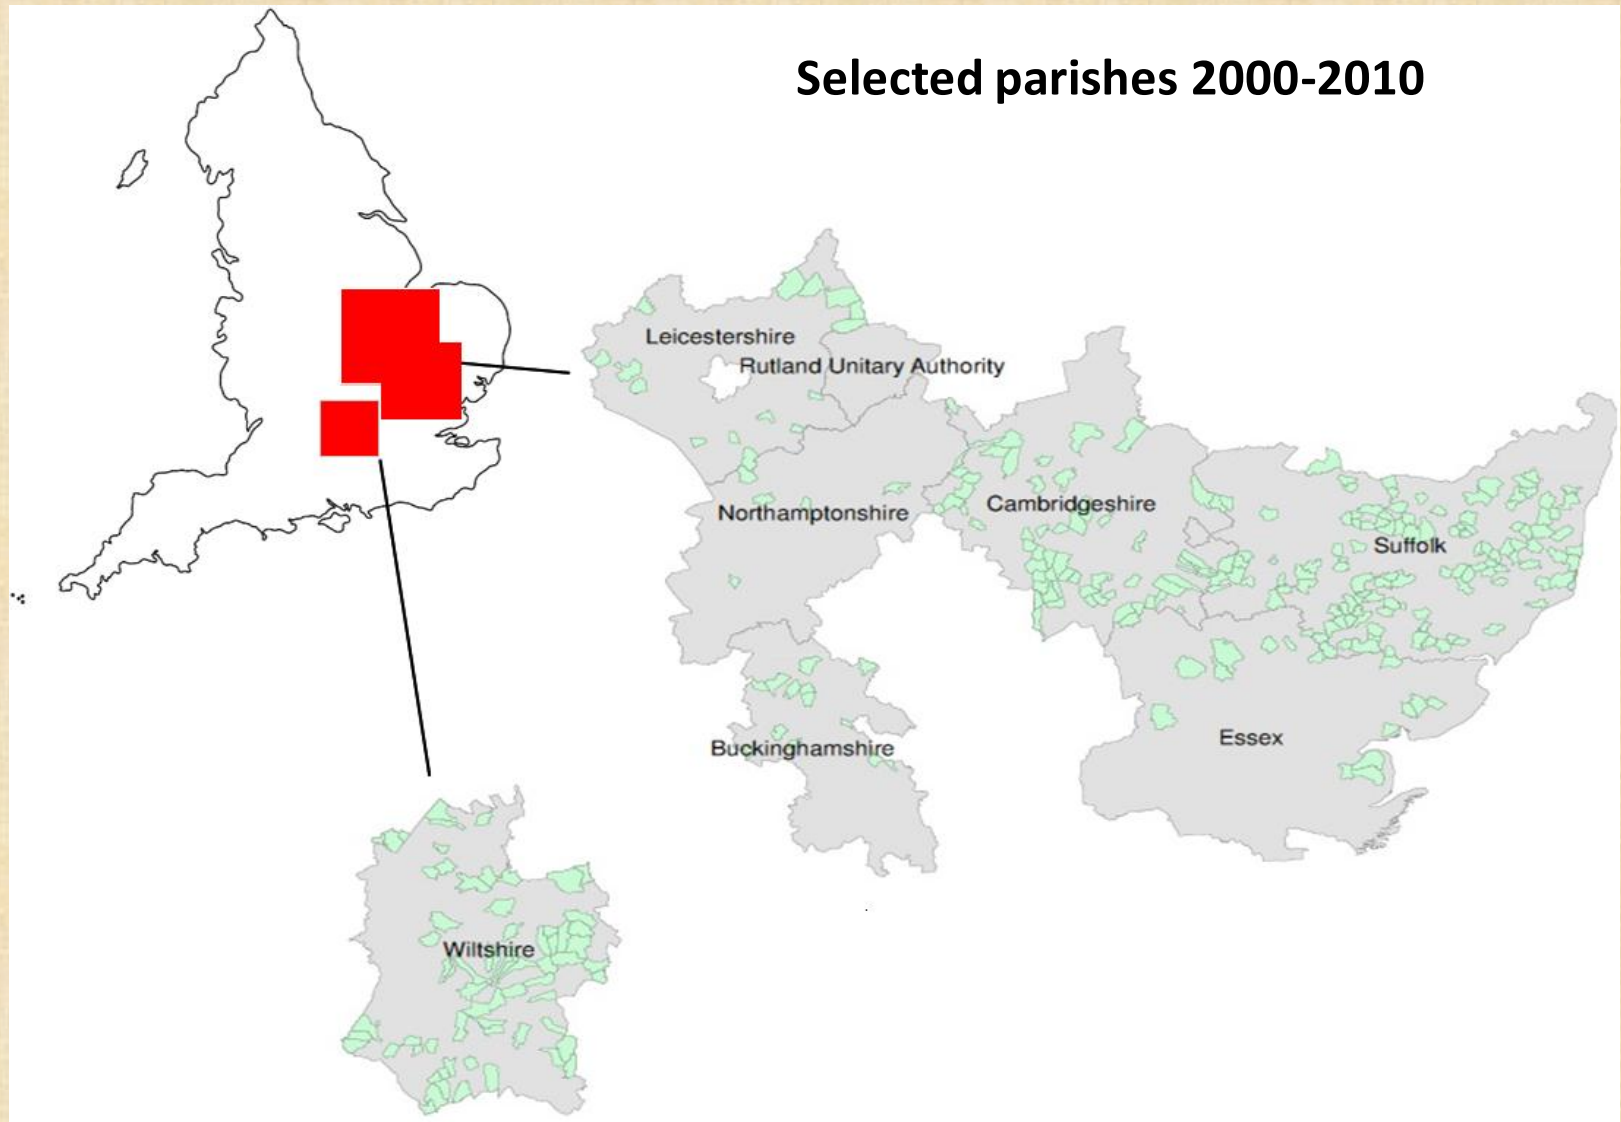 Selected parishes 2000-2010
Leicestershire
Rutland Unitary Authority
Cambridgeshire
Northamptonshire
Suffolk
Essex
Buckinghamshire
Wiltshire